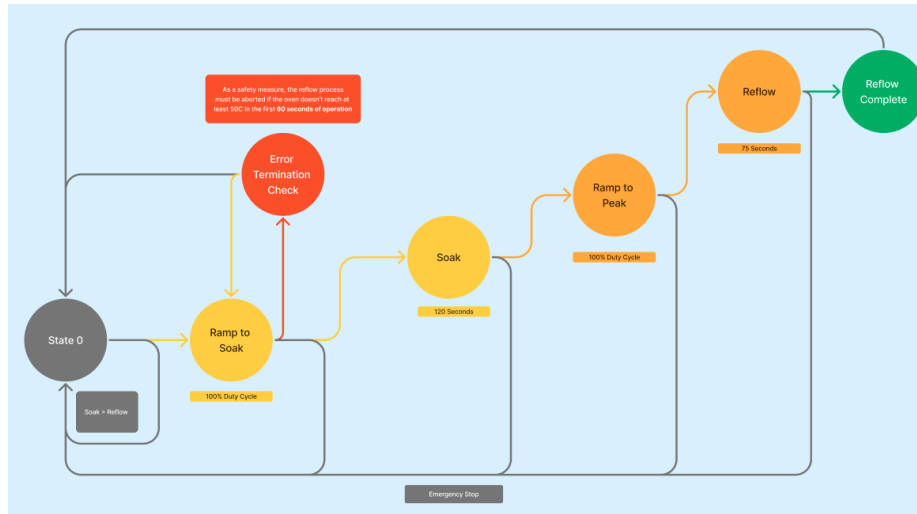 Reflow
Reflow
Complete
As a safety measure, the reflow process
must be aborted if the oven doesn't reach at
least 50C in the first 60 seconds of operation
75 Seconds
Error
Termination
Check
Ramp to
Peak
Soak
100% Duty Cycle
120 Seconds
State 0
Ramp to
Soak
100% Duty Cycle
Soak > Reflow
Emergency Stop